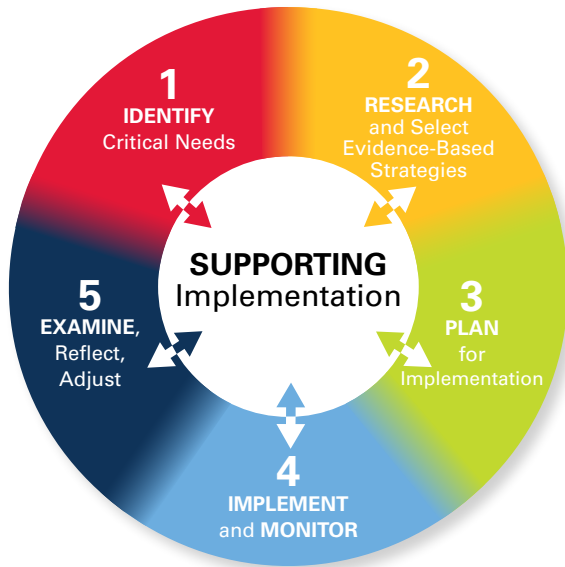 1
IDENTIFY
Critical Needs
2
RESEARCH
and Select
Evidence-Based
Strategies
3
PLAN
for
Implementation
4
IMPLEMENT
and MONITOR
5
EXAMINE,
Reflect,
Adjust
SUPPORTING
Implementation